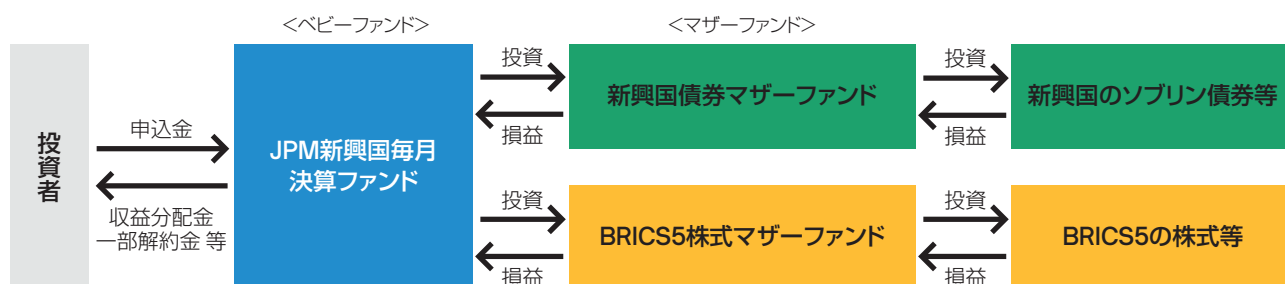 <ベビーファンド>
<マザーファンド>
投資者
申込金
収益分配金
一部解約金 等
JPM新興国毎月
決算ファンド
投資
損益
新興国債券マザーファンド
投資
損益
新興国のソブリン債券等
投資
損益
BRICS5株式マザーファンド
投資
損益
BRICS5の株式等